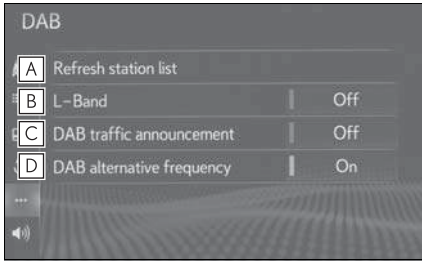 DAB
A Refresh station list
B L-Band Off
C DAB traffic announcement Off
D DAB alternative frequency On